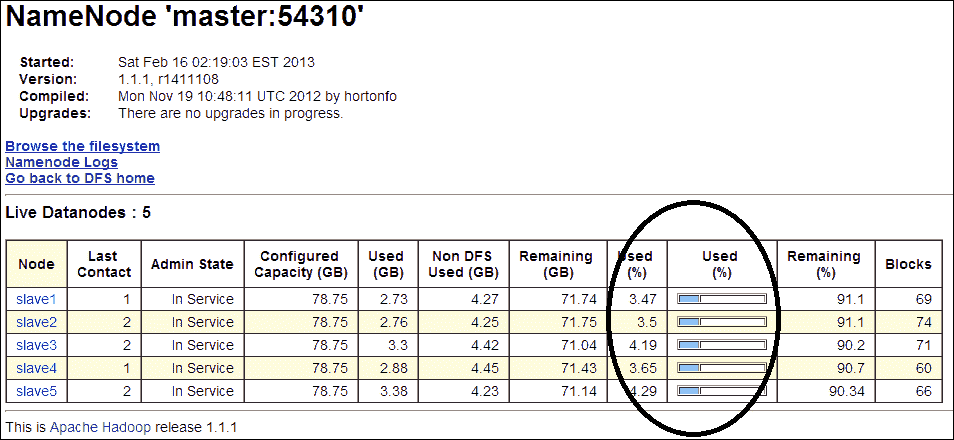 NameNode 'master:54310'
Started: Sat Feb 16 02:19:03 EST 2013
Version: 1.1.1, r1411108
Compiled: Mon Nov 19 10:48:11 UTC 2012 by hortonfo
Upgrades: There are no upgrades in progress.
Browse the filesystem
Namenode Logs
Go back to DFS home
Live Datanodes : 5
Node Last Contact Admin State Configured Capacity (GB) Used (GB) Non DFS Used (GB) Remaining (GB) Used (%) Used (%) Remaining (%) Blocks
slave1 1 In Service 78.75 2.73 4.27 71.74 3.47 91.1 69
slave2 2 In Service 78.75 2.76 4.25 71.75 3.5 91.1 74
slave3 2 In Service 78.75 3.3 4.42 71.04 4.19 90.2 71
slave4 1 In Service 78.75 2.88 4.45 71.43 3.65 90.7 60
slave5 2 In Service 78.75 3.38 4.23 71.14 4.29 90.34 66
This is Apache Hadoop release 1.1.1